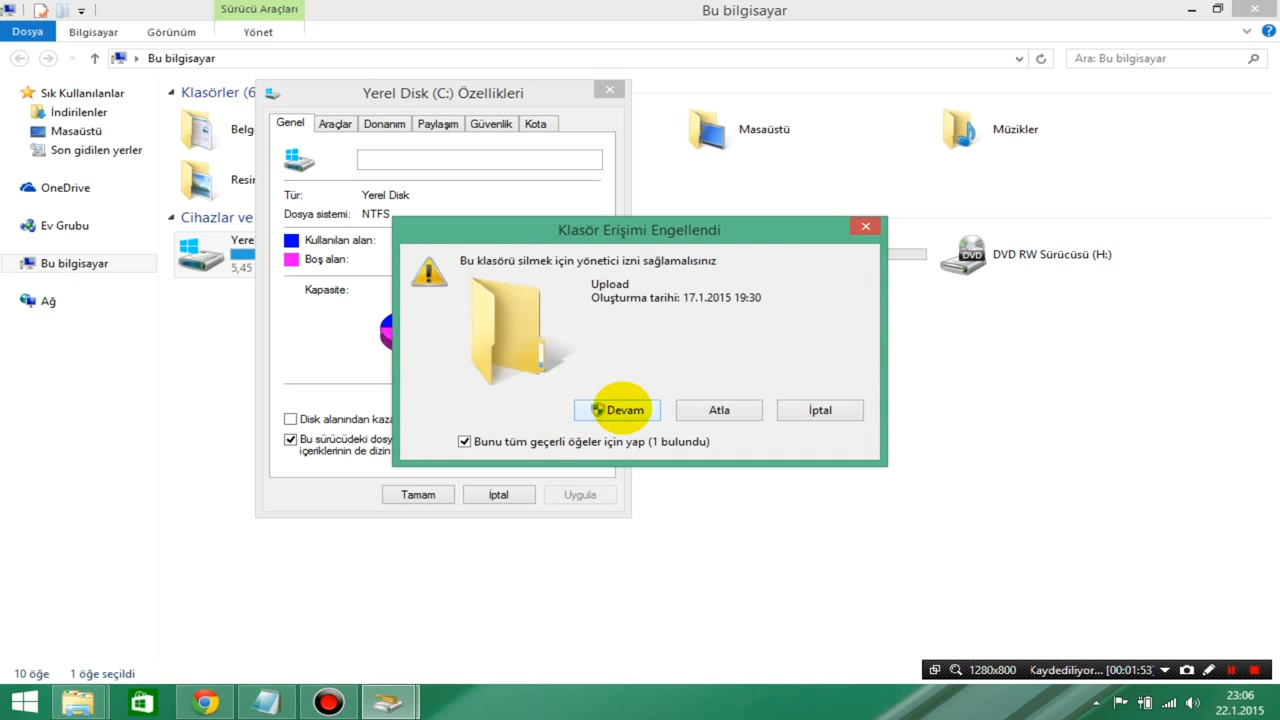 Sürücü Araçları
Bu bilgisayar
Dosya
Bilgisayar
Görünüm
Yönet
Bu bilgisayar
Ara: Bu bilgisayar
Sık Kullanılanlar
İndirilenler
Masaüstü
Son gidilen yerler
OneDrive
Ev Grubu
Bu bilgisayar
Ağ
Klasörler (6
Belg
Masaüstü
Müzikler
Resir
Cihazlar ve
Yere
5,45
DVD RW Sürücüsü (H:)
DVD
Yerel Disk (C:) Özellikleri
Genel
Araçlar
Donanım
Paylaşım
Güvenlik
Kota
Tür:
Yerel Disk
Dosya sistemi:
NTFS
Kullanılan alan:
Boş alan:
Kapasite:
Disk alanından kaza
Bu sürücüdeki dosy
içeriklerinin de dizin
Tamam
İptal
Uygula
Klasör Erişimi Engellendi
Bu klasörü silmek için yönetici izni sağlamalısınız
Upload
Oluşturma tarihi: 17.1.2015 19:30
Devam
Atla
İptal
Bunu tüm geçerli öğeler için yap (1 bulundu)
10 öğe
1 öğe seçildi
1280x800
Kaydediliyor... [00:01:53]
23:06
22.1.2015